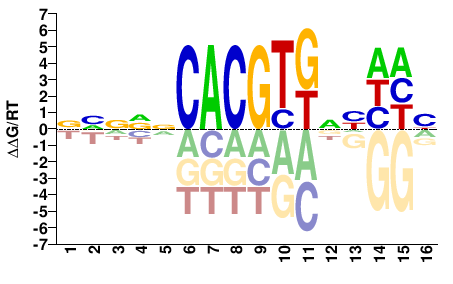 7
6
5
4
3
2
1
0
-1
-2
-3
-4
-5
-6
-7
ΔΔG/RT
C A C G T G
C T
A T C
A C T
A G T
C G T
A G T
A C T
A G
A C
G
G
1 2 3 4 5 6 7 8 9 10 11 12 13 14 15 16